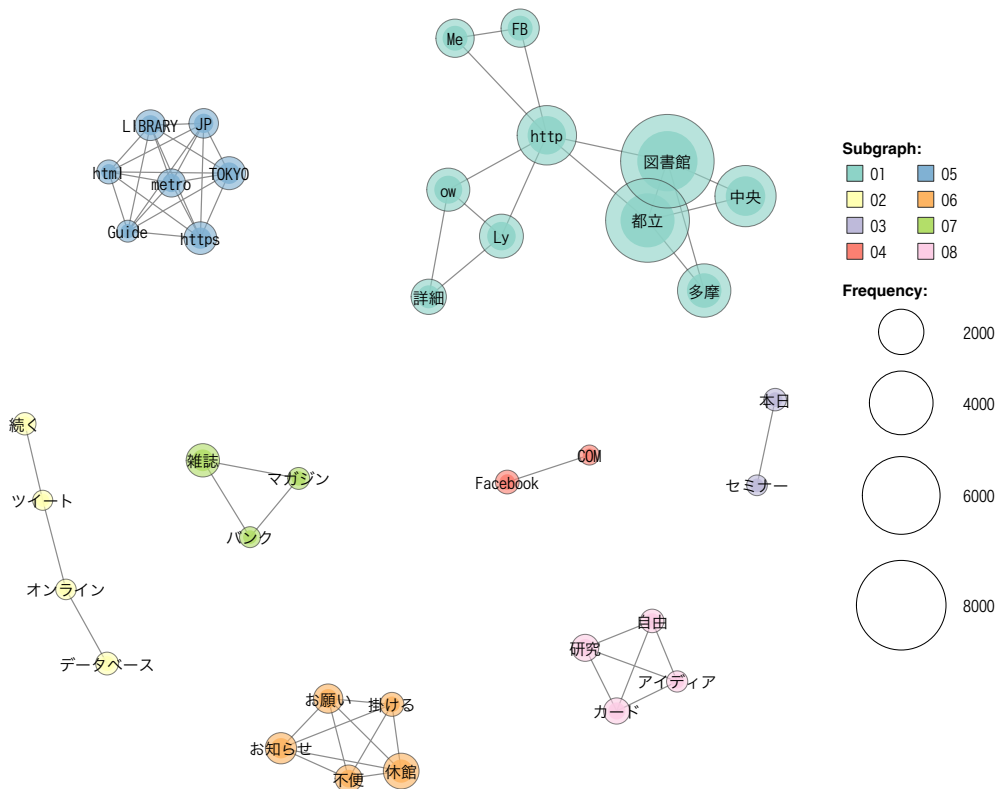 FB
Me
LIBRARY
JP
http
図書館
html
metro
TOKYO
ow
中央
都立
Guide
https
Ly
詳細
多摩
Subgraph:
01 05
02 06
03 07
04 08
Frequency:
2000
4000
6000
8000
本日
続く
雑誌
COM
マガジン
Facebook
セミナー
ツイート
バンク
オンライン
自由
研究
データベース
アイディア
お願い
掛ける
カード
お知らせ
休館
不便